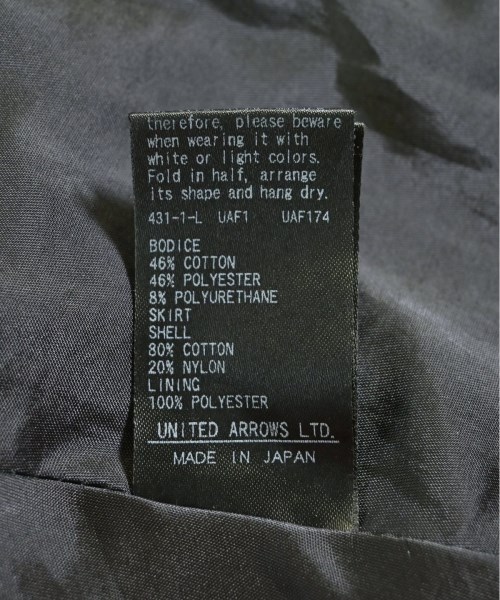 therefore, please beware
when wearing it with
white or light colors.
Fold in half, arrange
its shape and hang dry.
431-1-L UAF1 UAF174
BODICE
46% COTTON
46% POLYESTER
8% POLYURETHANE
SKIRT
SHELL
80% COTTON
20% NYLON
LINING
100% POLYESTER
UNITED ARROWS LTD.
MADE IN JAPAN